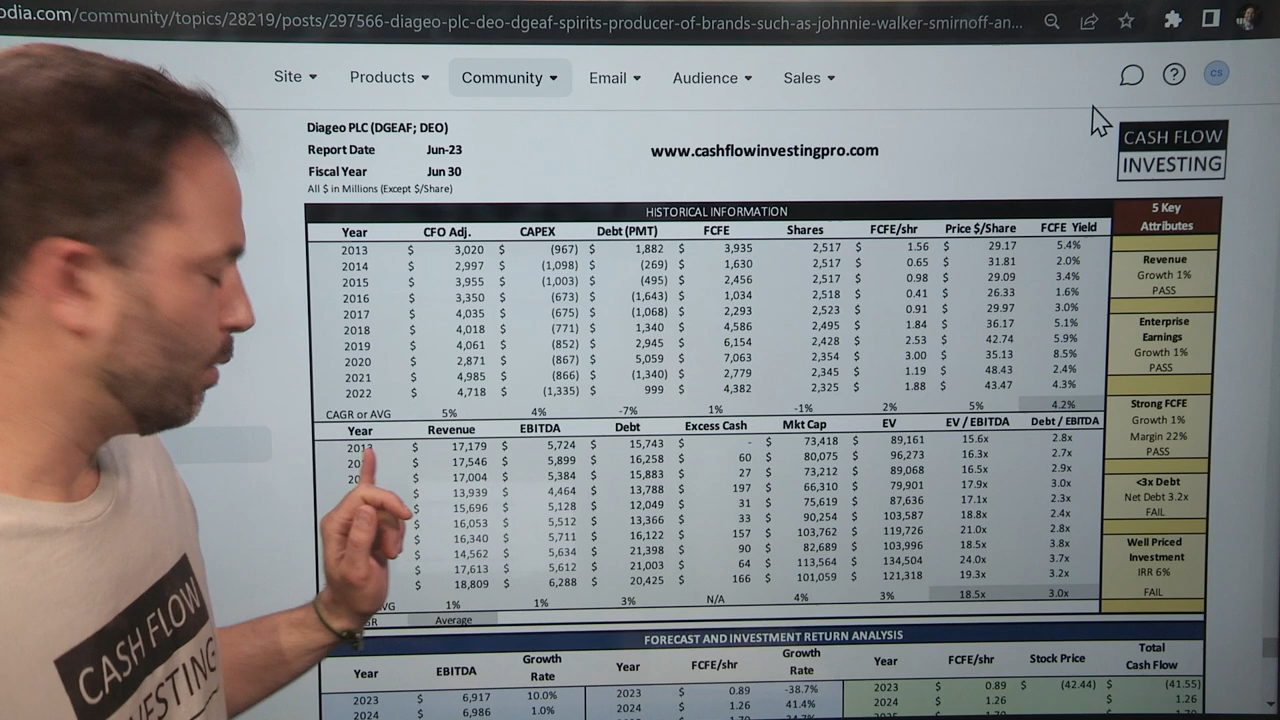 odia.com/community/topics/28219/posts/297566-diageo-plc-deo-dgeaf-spirits-producer-of-brands-such-as-johnnie-walker-smirnoff-an...
Site Products Community Email Audience Sales CS
Diageo PLC (DGEAF; DEO)
Report Date Jun-23
Fiscal Year Jun 30
All $ in Millions (Except $/Share)
www.cashflowinvestingpro.com
CASH FLOW
INVESTING
HISTORICAL INFORMATION
Year CFO Adj. CAPEX Debt (PMT) FCFE Shares FCFE/shr Price $/Share FCFE Yield
2013 $ 3,020 $ (967) $ 1,882 $ 3,935 2,517 $ 1.56 $ 29.17 5.4%
2014 $ 2,997 $ (1,098) $ (269) $ 1,630 2,517 $ 0.65 $ 31.81 2.0%
2015 $ 3,955 $ (1,003) $ (495) $ 2,456 2,517 $ 0.98 $ 29.09 3.4%
2016 $ 3,350 $ (673) $ (1,643) $ 1,034 2,518 $ 0.41 $ 26.33 1.6%
2017 $ 4,035 $ (675) $ (1,068) $ 2,293 2,523 $ 0.91 $ 29.97 3.0%
2018 $ 4,018 $ (771) $ 1,340 $ 4,586 2,495 $ 1.84 $ 36.17 5.1%
2019 $ 4,061 $ (852) $ 2,945 $ 6,154 2,428 $ 2.53 $ 42.74 5.9%
2020 $ 2,871 $ (867) $ 5,059 $ 7,063 2,354 $ 3.00 $ 35.13 8.5%
2021 $ 4,985 $ (866) $ (1,340) $ 2,779 2,345 $ 1.19 $ 48.43 2.4%
2022 $ 4,718 $ (1,335) $ 999 $ 4,382 2,325 $ 1.88 $ 43.47 4.3%
CAGR or AVG 5% 4% -7% 1% -1% 2% 5% 4.2%
Year Revenue EBITDA Debt Excess Cash Mkt Cap EV EV / EBITDA Debt / EBITDA
2013 $ 17,179 $ 5,724 $ 15,743 $ - $ 73,418 $ 89,161 15.6x 2.8x
$ 17,546 $ 5,899 $ 16,258 $ 60 $ 80,075 $ 96,273 16.3x 2.7x
$ 17,004 $ 5,384 $ 15,883 $ 27 $ 73,212 $ 89,068 16.5x 2.9x
$ 13,939 $ 4,464 $ 13,788 $ 197 $ 66,310 $ 79,901 17.9x 3.0x
$ 15,696 $ 5,128 $ 12,049 $ 31 $ 75,619 $ 87,636 17.1x 2.3x
$ 16,053 $ 5,512 $ 13,366 $ 33 $ 90,254 $ 103,587 18.8x 2.4x
$ 16,340 $ 5,711 $ 16,122 $ 157 $ 103,762 $ 119,726 21.0x 2.8x
$ 14,562 $ 5,634 $ 21,398 $ 90 $ 82,689 $ 103,996 18.5x 3.8x
$ 17,613 $ 5,612 $ 21,003 $ 64 $ 113,564 $ 134,504 24.0x 3.7x
$ 18,809 $ 6,288 $ 20,425 $ 166 $ 101,059 $ 121,318 19.3x 3.2x
VG 1% 1% 3% N/A 4% 3% 18.5x 3.0x
GR Average
5 Key
Attributes
Revenue
Growth 1%
PASS
Enterprise
Earnings
Growth 1%
PASS
Strong FCFE
Growth 1%
Margin 22%
PASS
<3x Debt
Net Debt 3.2x
FAIL
Well Priced
Investment
IRR 6%
FAIL
FORECAST AND INVESTMENT RETURN ANALYSIS
Year EBITDA Growth Rate Year FCFE/shr Growth Rate Year FCFE/shr Stock Price Total Cash Flow
2023 $ 6,917 10.0% 2023 $ 0.89 -38.7% 2023 $ 0.89 $ (42.44) $ (41.55)
2024 $ 6,986 1.0% 2024 $ 1.26 41.4% 2024 $ 1.26 1.26
CASH FLOW